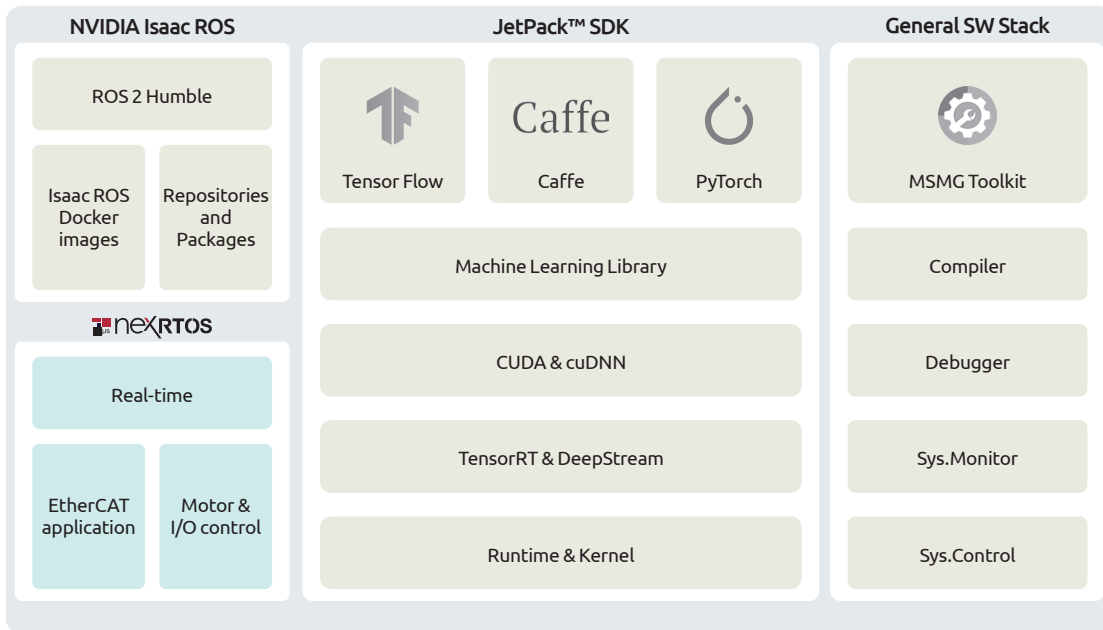 NVIDIA Isaac ROS
ROS 2 Humble
Isaac ROS
Docker
images
Repositories
and
Packages
neXRTOS
Real-time
EtherCAT
application
Motor &
I/O control
JetPack™ SDK
Tensor Flow
Caffe
Caffe
PyTorch
Machine Learning Library
CUDA & cuDNN
TensorRT & DeepStream
Runtime & Kernel
General SW Stack
MSMG Toolkit
Compiler
Debugger
Sys.Monitor
Sys.Control